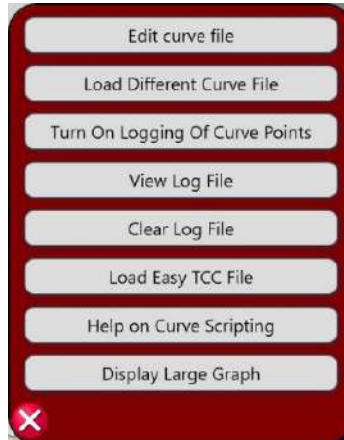 Edit curve file
Load Different Curve File
Turn On Logging Of Curve Points
View Log File
Clear Log File
Load Easy TCC File
Help on Curve Scripting
Display Large Graph